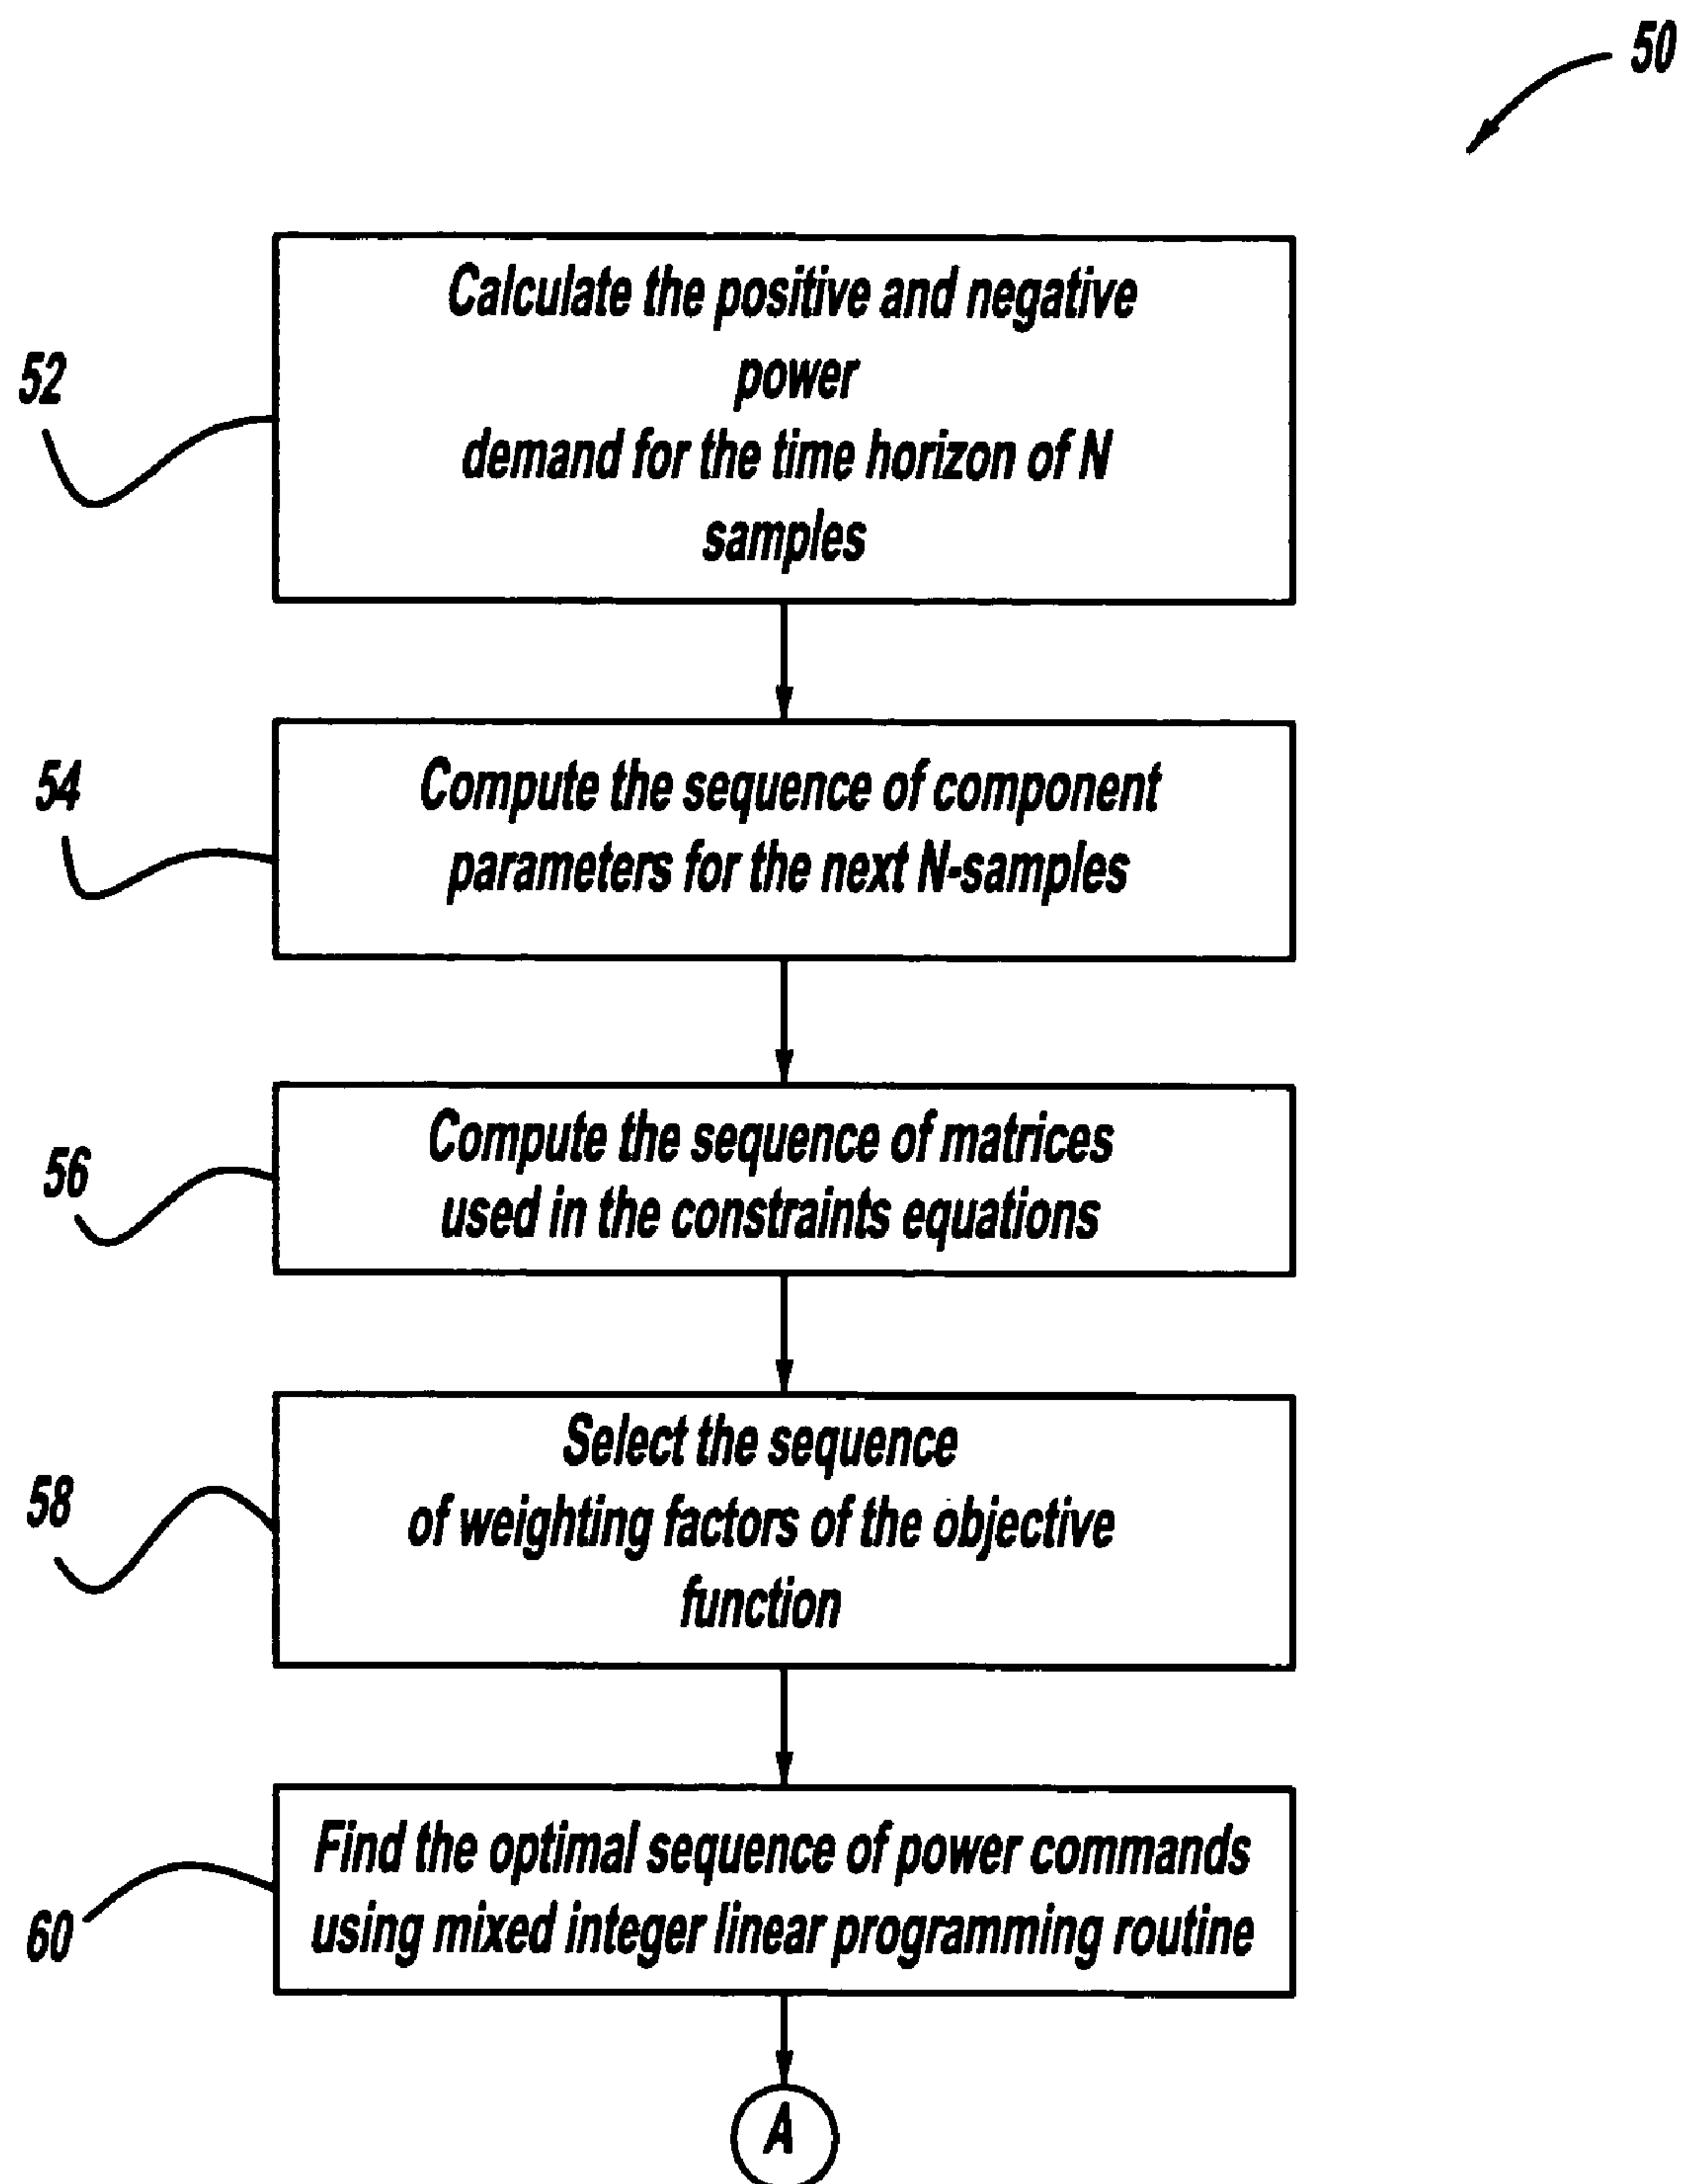 50
52
Calculate the positive and negative
power
demand for the time horizon of N
samples
54
Compute the sequence of component
parameters for the next N-samples
56
Compute the sequence of matrices
used in the constraints equations
58
Select the sequence
of weighting factors of the objective
function
60
Find the optimal sequence of power commands
using mixed integer linear programming routine
A